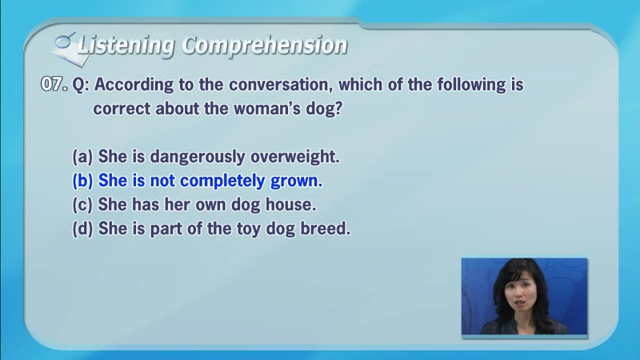 Listening Comprehension
07. Q: According to the conversation, which of the following is
correct about the woman's dog?
(a) She is dangerously overweight.
(b) She is not completely grown.
(c) She has her own dog house.
(d) She is part of the toy dog breed.